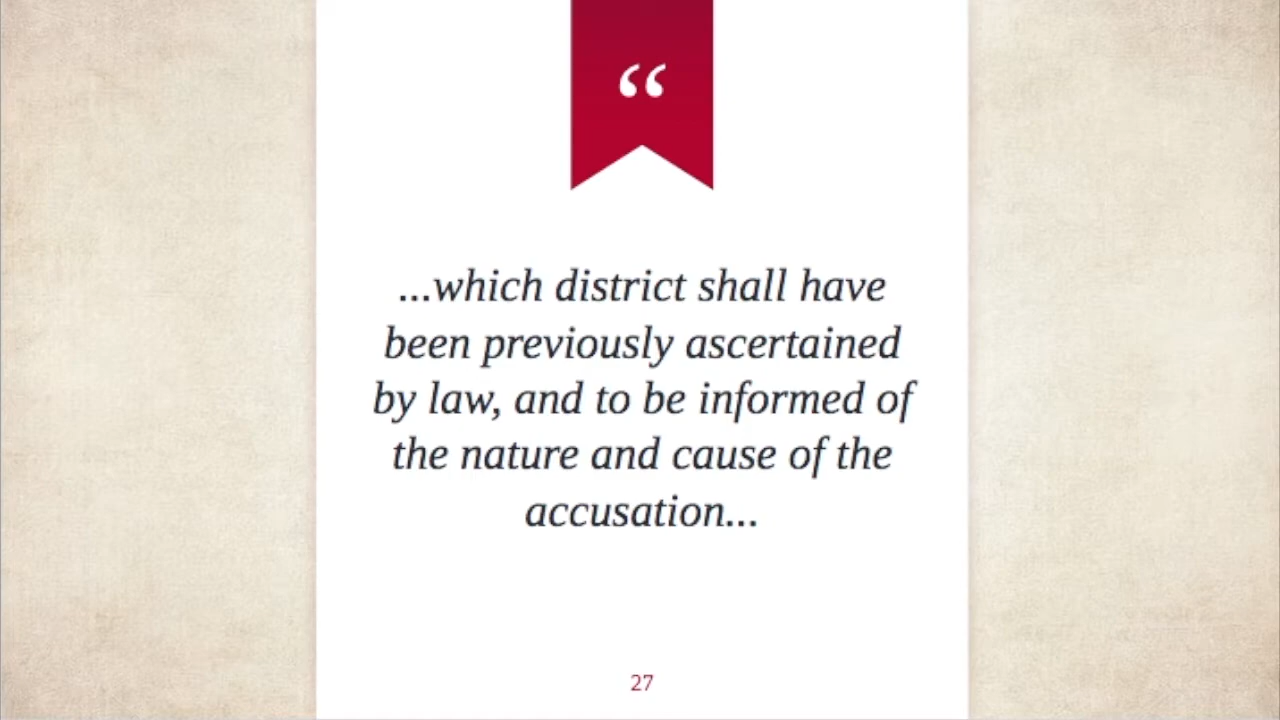 “
...which district shall have
been previously ascertained
by law, and to be informed of
the nature and cause of the
accusation...
27